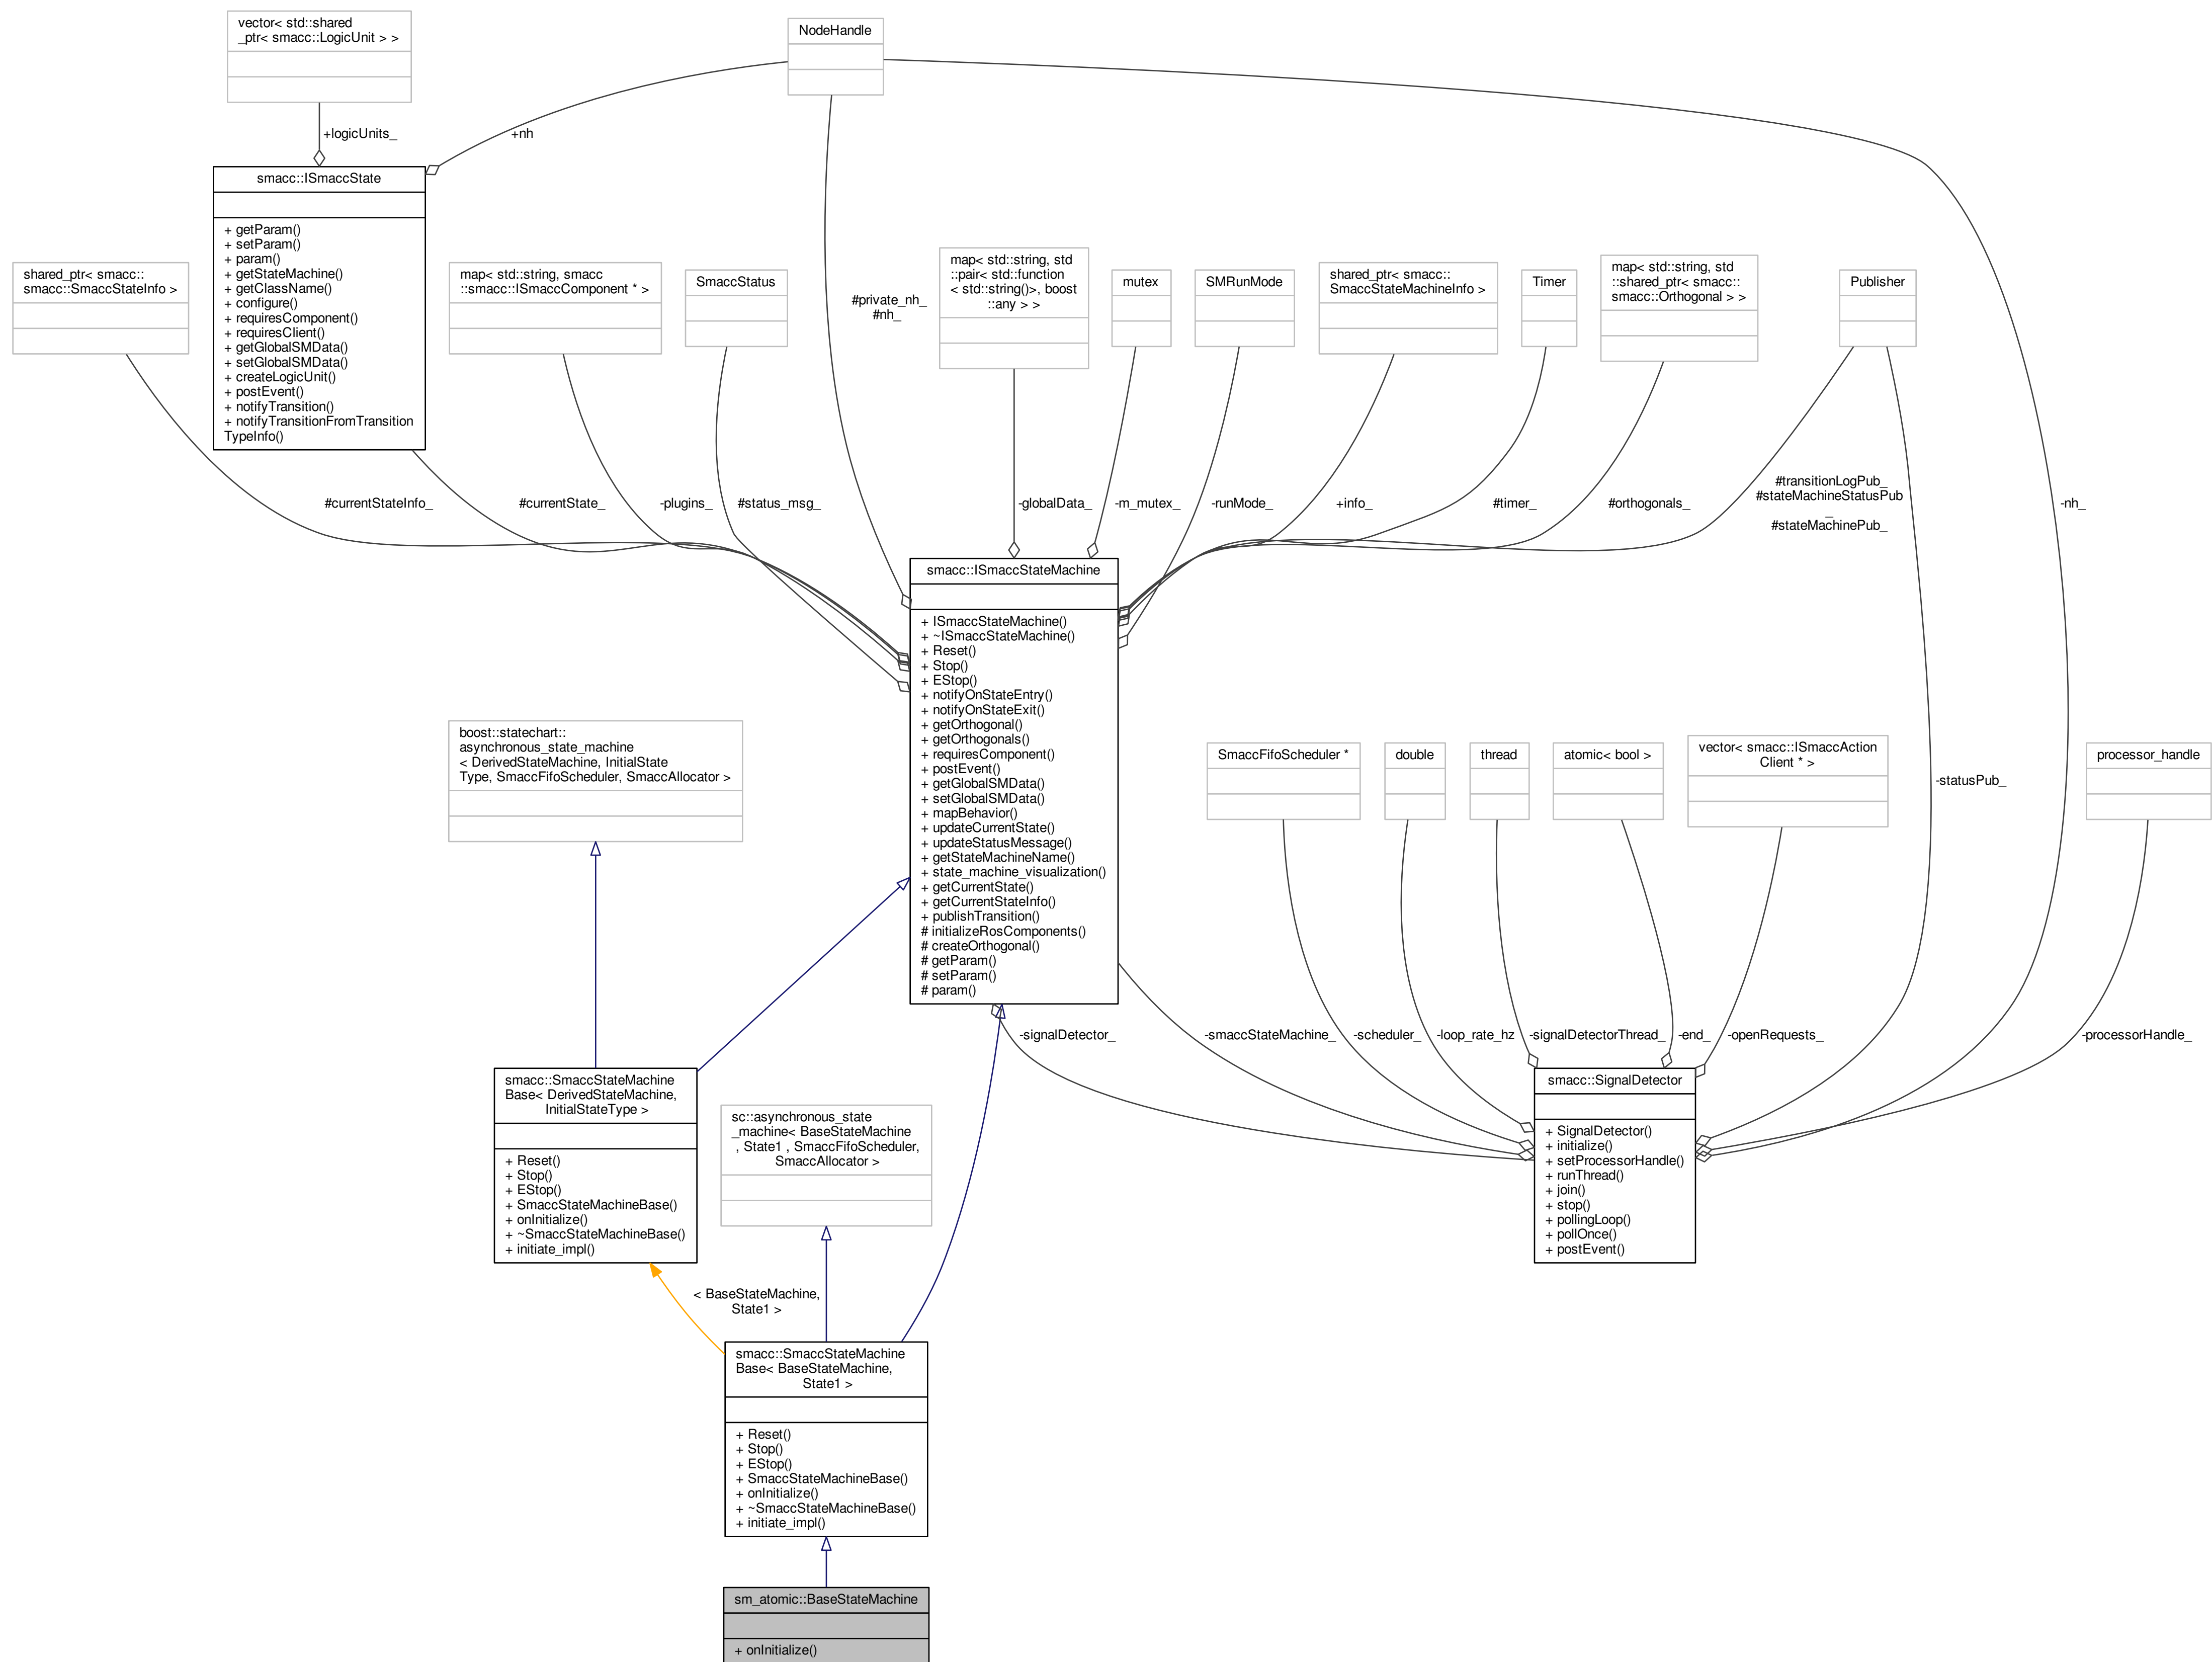 vector< std::shared
_ptr< smacc::LogicUnit > >
NodeHandle
+logicUnits_
+nh
smacc::ISmaccState
+ getParam()
+ setParam()
+ param()
+ getStateMachine()
+ getClassName()
+ configure()
+ requiresComponent()
+ requiresClient()
+ getGlobalSMData()
+ setGlobalSMData()
+ createLogicUnit()
+ postEvent()
+ notifyTransition()
+ notifyTransitionFromTransition
TypeInfo()
shared_ptr< smacc::
smacc::SmaccStateInfo >
map< std::string, smacc
::smacc::ISmaccComponent * >
SmaccStatus
#private_nh_
#nh_
map< std::string, std
::pair< std::function
< std::string()>, boost
::any > >
mutex
SMRunMode
shared_ptr< smacc::
SmaccStateMachineInfo >
Timer
map< std::string, std
::shared_ptr< smacc::
smacc::Orthogonal > >
Publisher
#currentStateInfo_
#currentState_
-plugins_
#status_msg_
-globalData_
-m_mutex_
-runMode_
+info_
#timer_
#orthogonals_
#transitionLogPub_
#stateMachineStatusPub
_
#stateMachinePub_
-nh_
smacc::ISmaccStateMachine
+ ISmaccStateMachine()
+ ~ISmaccStateMachine()
+ Reset()
+ Stop()
+ EStop()
+ notifyOnStateEntry()
+ notifyOnStateExit()
+ getOrthogonal()
+ getOrthogonals()
+ requiresComponent()
+ postEvent()
+ getGlobalSMData()
+ setGlobalSMData()
+ mapBehavior()
+ updateCurrentState()
+ updateStatusMessage()
+ getStateMachineName()
+ state_machine_visualization()
+ getCurrentState()
+ getCurrentStateInfo()
+ publishTransition()
# initializeRosComponents()
# createOrthogonal()
# getParam()
# setParam()
# param()
boost::statechart::
asynchronous_state_machine
< DerivedStateMachine, InitialState
Type, SmaccFifoScheduler, SmaccAllocator >
SmaccFifoScheduler *
double
thread
atomic< bool >
vector< smacc::ISmaccAction
Client * >
-statusPub_
processor_handle
-signalDetector_
-smaccStateMachine_
-scheduler_
-loop_rate_hz
-signalDetectorThread_
-end_
-openRequests_
-processorHandle_
smacc::SmaccStateMachine
Base< DerivedStateMachine,
InitialStateType >
+ Reset()
+ Stop()
+ EStop()
+ SmaccStateMachineBase()
+ onInitialize()
+ ~SmaccStateMachineBase()
+ initiate_impl()
sc::asynchronous_state
_machine< BaseStateMachine
, State1 , SmaccFifoScheduler,
SmaccAllocator >
smacc::SignalDetector
+ SignalDetector()
+ initialize()
+ setProcessorHandle()
+ runThread()
+ join()
+ stop()
+ pollingLoop()
+ pollOnce()
+ postEvent()
< BaseStateMachine,
State1 >
smacc::SmaccStateMachine
Base< BaseStateMachine,
State1 >
+ Reset()
+ Stop()
+ EStop()
+ SmaccStateMachineBase()
+ onInitialize()
+ ~SmaccStateMachineBase()
+ initiate_impl()
sm_atomic::BaseStateMachine
+ onInitialize()